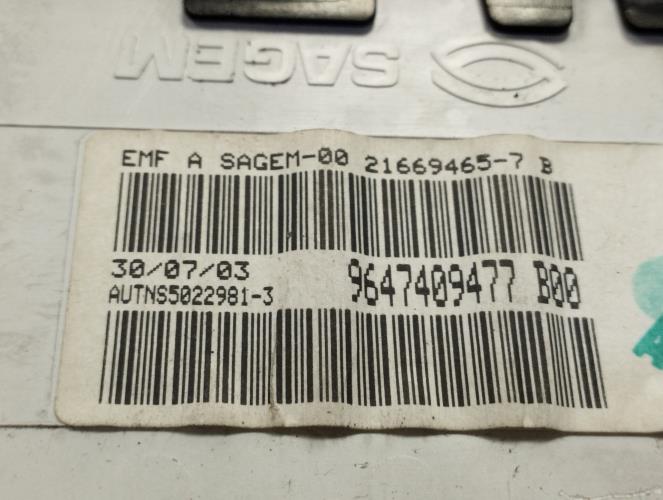 SAGEM
EMF A SAGEM-00 21669465-7 B
30/07/03
AUTNS5022981-3
9647409477 B00